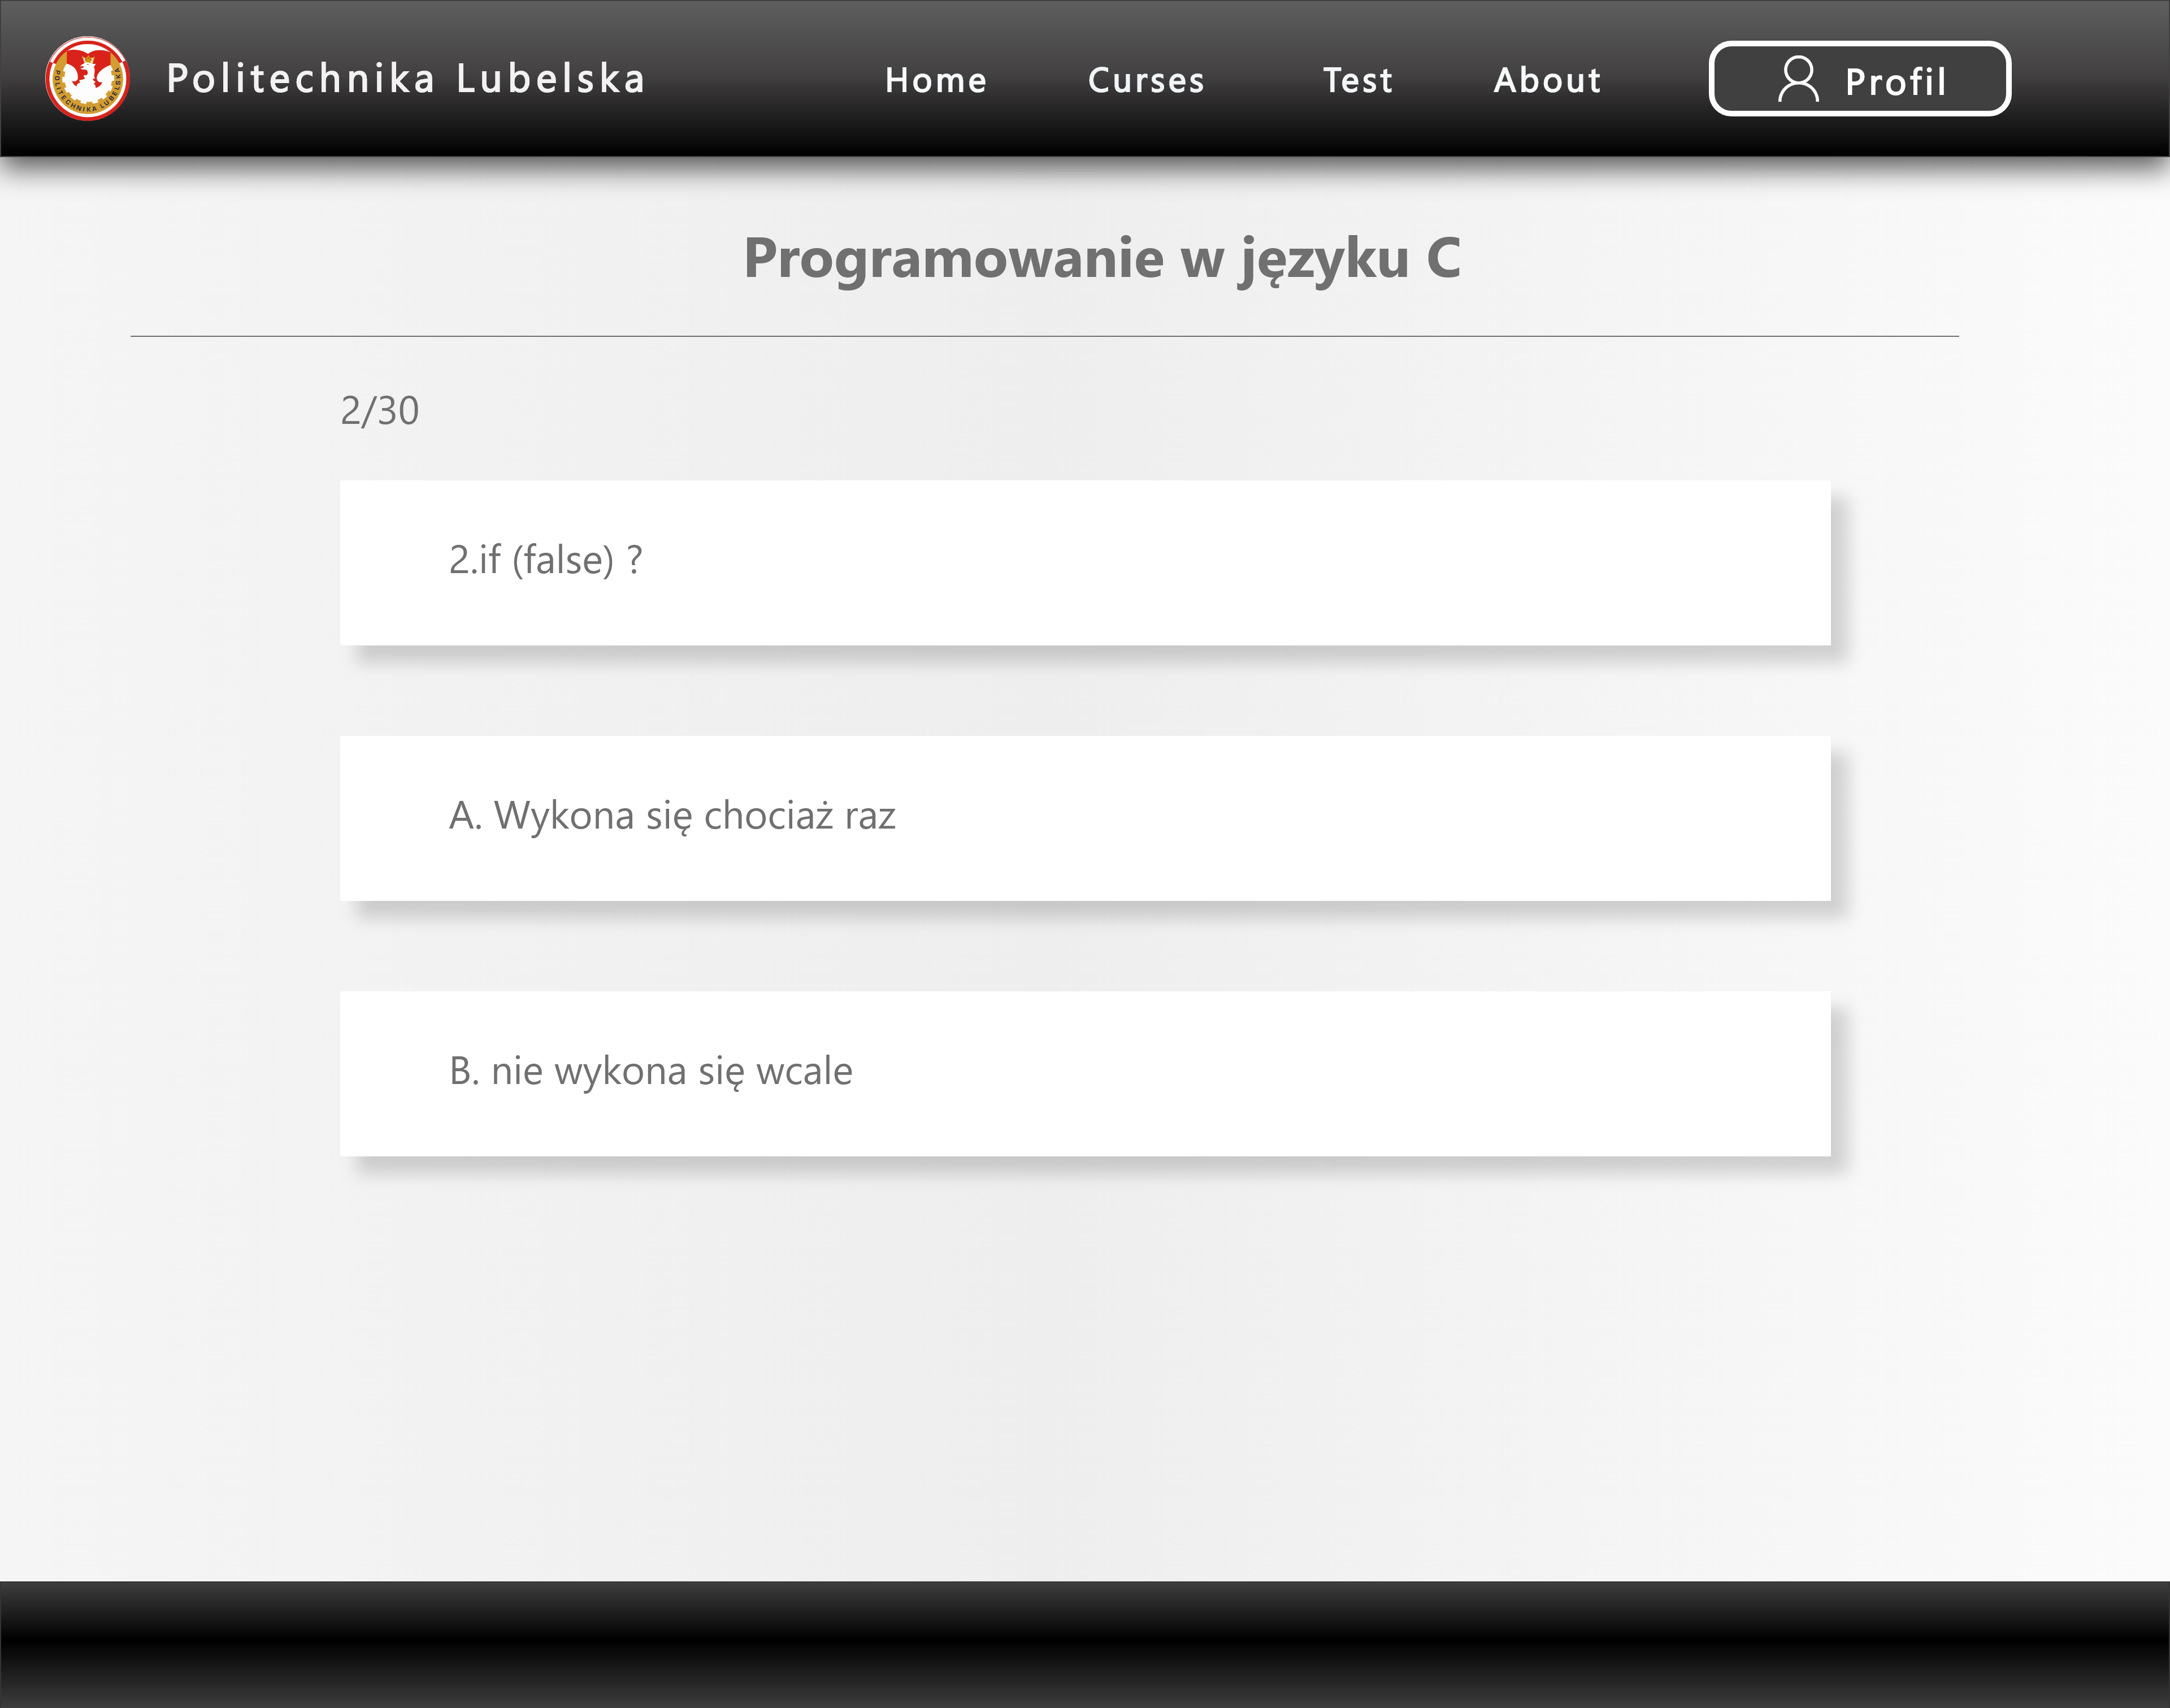 POLITECHNIKA LUBELSKA
Politechnika Lubelska
Home
Curses
Test
About
Profil
Programowanie w języku C
2/30
2.if (false) ?
A. Wykona się chociaż raz
B. nie wykona się wcale